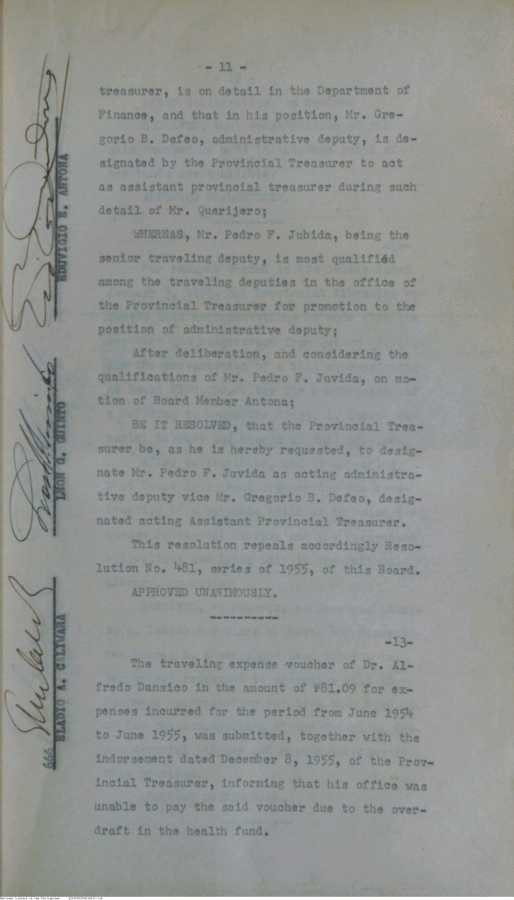 - 11 -
treasurer, is on detail in the Department of
Finance, and that in his position, Mr. Gre-
gorio B. Defeo, administrative deputy, is de-
signated by the Provincial Treasurer to act
as assistant provincial treasurer during such
detail of Mr. Querijero;
WHEREAS, Mr. Pedro F. Jubida, being the
senior traveling deputy, is most qualified
among the traveling deputies in the office of
the Provincial Treasurer for promotion to the
position of administrative deputy;
After deliberation, and considering the
qualifications of Mr. Pedro F. Juvida, on mo-
tion of Board Member Antona;
BE IT RESOLVED, that the Provincial Trea-
surer be, as he is hereby requested, to desig-
nate Mr. Pedro F. Juvida as acting administra-
tive deputy vice Mr. Gregorio B. Defeo, desig-
nated acting Assistant Provincial Treasurer.
This resolution repeals accordingly Reso-
lution No. 481, series of 1955, of this Board.
APPROVED UNANIMOUSLY.
----------
-13-
The traveling expense voucher of Dr. Al-
fredo Dansico in the amount of ₱81.09 for ex-
penses incurred for the period from June 1954
to June 1955, was submitted, together with the
indorsement dated December 8, 1955, of the Prov-
incial Treasurer, informing that his office was
unable to pay the said voucher due to the over-
draft in the health fund.
EDUVIGIO E. ANTONA
LEON G. GUINTO
ELADIO A. CALIWARA
666